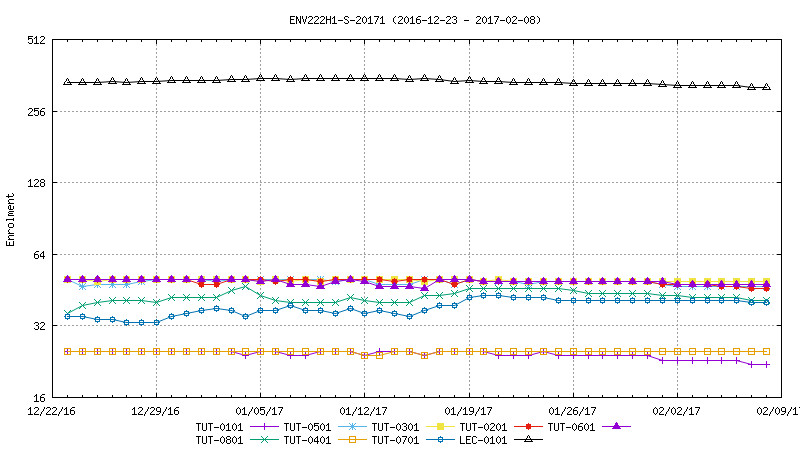 ENV222H1-S-20171 (2016-12-23 - 2017-02-08)
512
256
128
64
32
16
Enrolment
12/22/16 12/29/16 01/05/17 01/12/17 01/19/17 01/26/17 02/02/17 02/09/17
TUT-0101 TUT-0501 TUT-0301 TUT-0201 TUT-0601
TUT-0801 TUT-0401 TUT-0701 LEC-0101